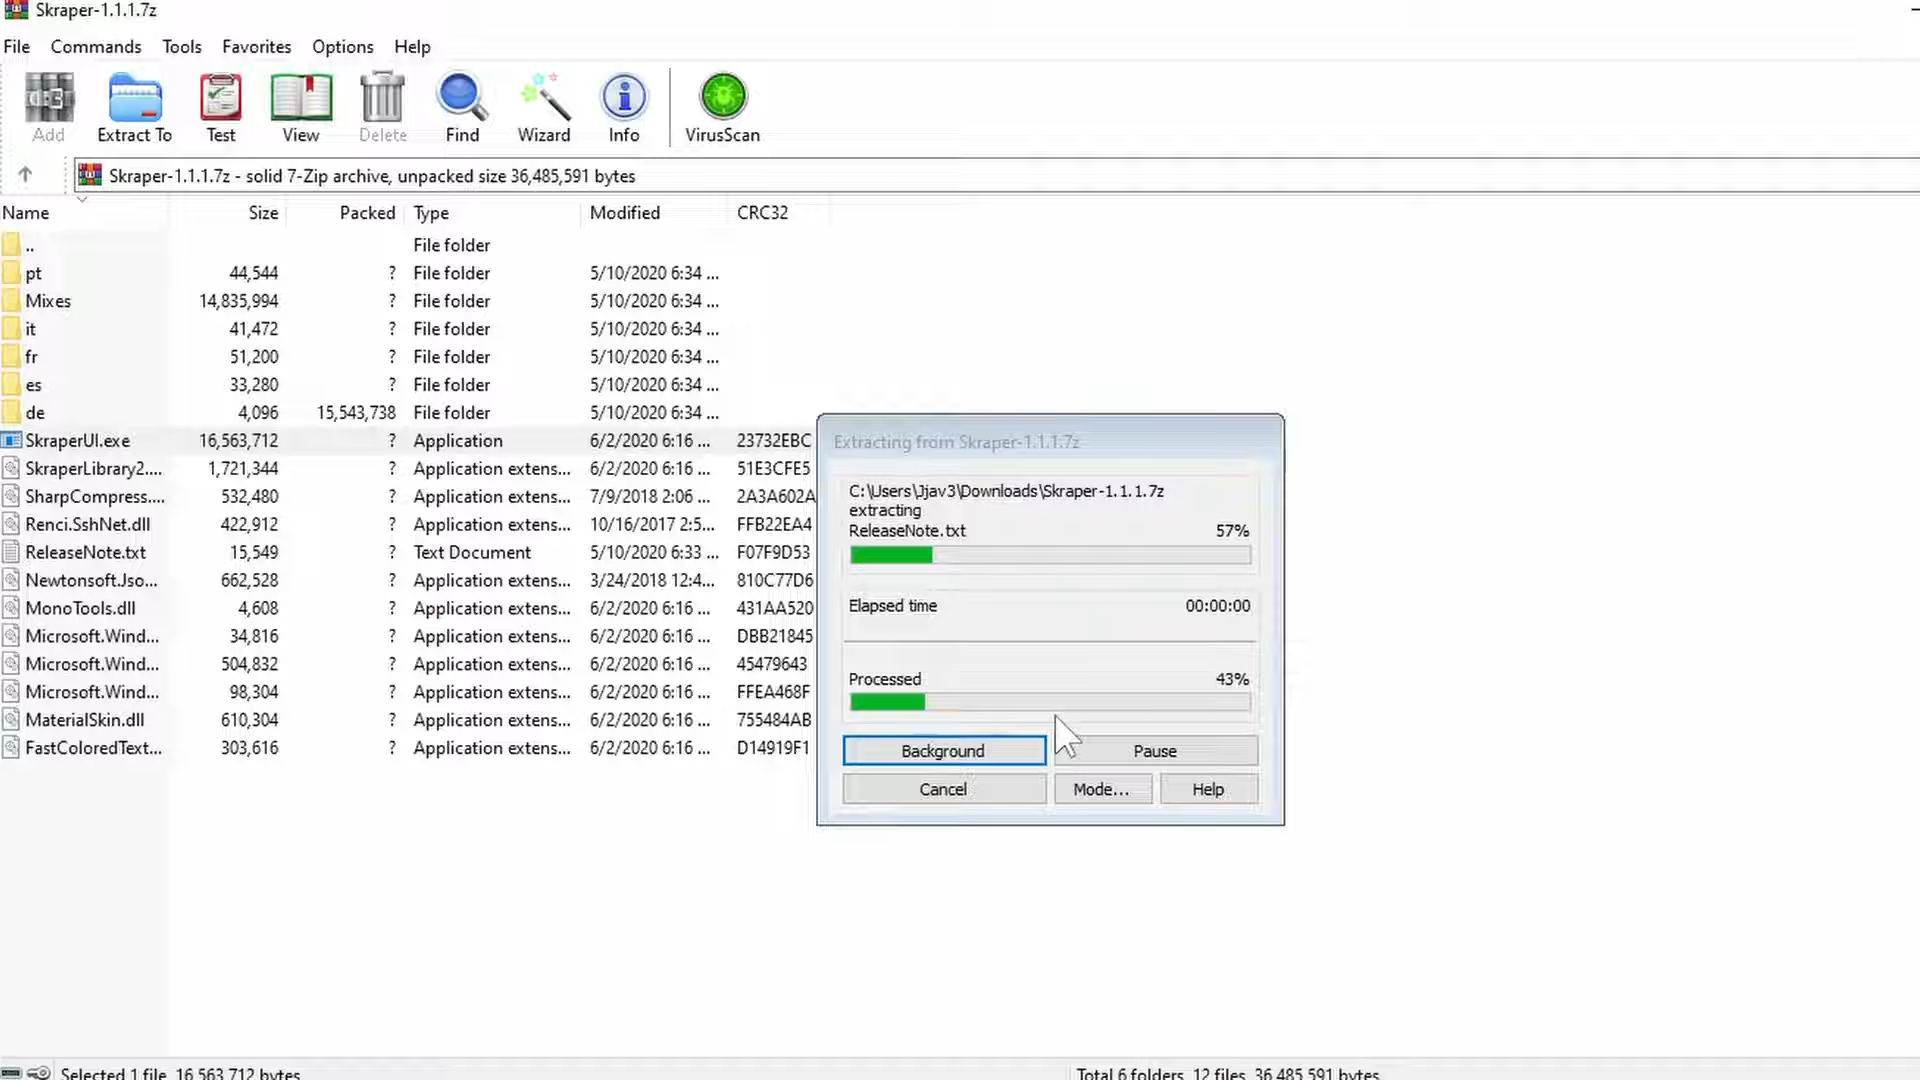 Skraper-1.1.1.7z
File Commands Tools Favorites Options Help
Add Extract To Test View Delete Find Wizard Info VirusScan
Skraper-1.1.1.7z - solid 7-Zip archive, unpacked size 36,485,591 bytes
Name Size Packed Type Modified CRC32
.. File folder
pt 44,544 ? File folder 5/10/2020 6:34 ...
Mixes 14,835,994 ? File folder 5/10/2020 6:34 ...
it 41,472 ? File folder 5/10/2020 6:34 ...
fr 51,200 ? File folder 5/10/2020 6:34 ...
es 33,280 ? File folder 5/10/2020 6:34 ...
de 4,096 15,543,738 File folder 5/10/2020 6:34 ...
SkraperUI.exe 16,563,712 ? Application 6/2/2020 6:16 ... 23732EBC
SkraperLibrary2.... 1,721,344 ? Application extens... 6/2/2020 6:16 ... 51E3CFE5
SharpCompress.... 532,480 ? Application extens... 7/9/2018 2:06 ... 2A3A602A
Renci.SshNet.dll 422,912 ? Application extens... 10/16/2017 2:5... FFB22EA4
ReleaseNote.txt 15,549 ? Text Document 5/10/2020 6:33 ... F07F9D53
Newtonsoft.Jso... 662,528 ? Application extens... 3/24/2018 12:4... 810C77D6
MonoTools.dll 4,608 ? Application extens... 6/2/2020 6:16 ... 431AA520
Microsoft.Wind... 34,816 ? Application extens... 6/2/2020 6:16 ... DBB21845
Microsoft.Wind... 504,832 ? Application extens... 6/2/2020 6:16 ... 45479643
Microsoft.Wind... 98,304 ? Application extens... 6/2/2020 6:16 ... FFEA468F
MaterialSkin.dll 610,304 ? Application extens... 6/2/2020 6:16 ... 755484AB
FastColoredText... 303,616 ? Application extens... 6/2/2020 6:16 ... D14919F1
Extracting from Skraper-1.1.1.7z
C:\Users\Jjav3\Downloads\Skraper-1.1.1.7z
extracting
ReleaseNote.txt 57%
Elapsed time 00:00:00
Processed 43%
Background Pause
Cancel Mode... Help
Selected 1 file, 16,563,712 bytes Total 6 folders, 12 files, 36,485,591 bytes